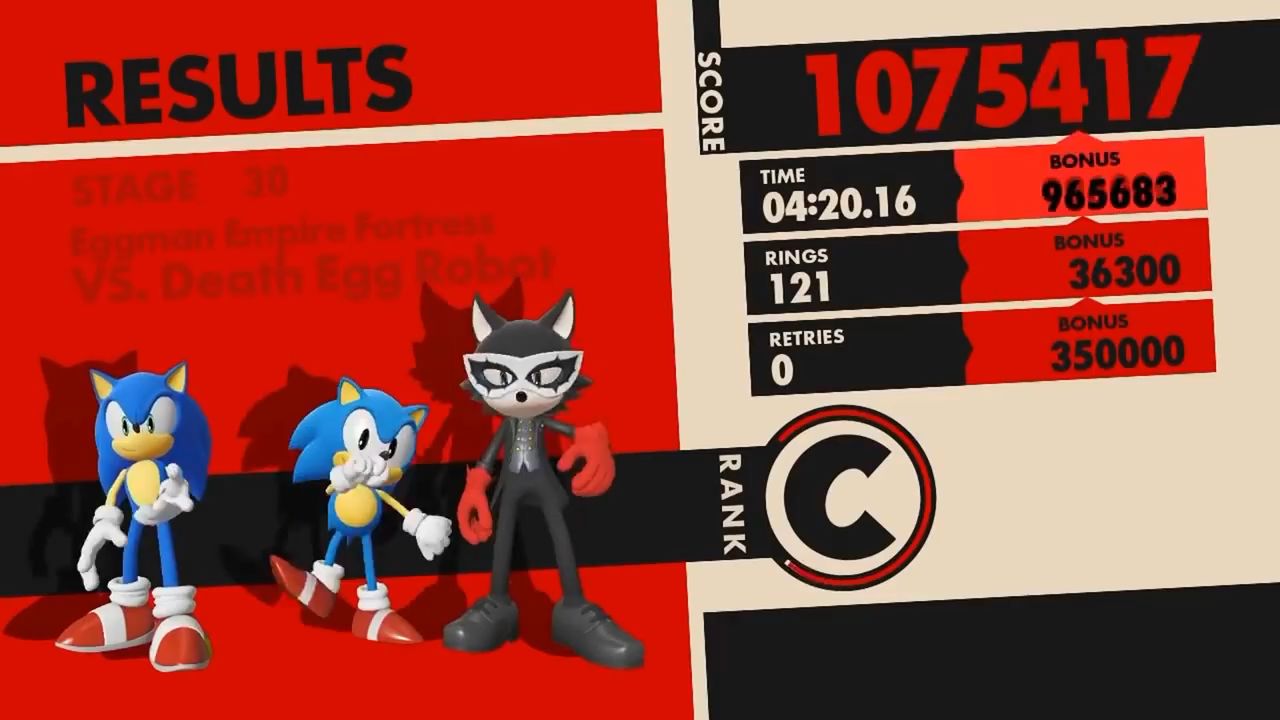 RESULTS
STAGE 30
Eggman Empire Fortress
VS. Death Egg Robot
SCORE
1075417
TIME
04:20.16
BONUS
965683
RINGS
121
BONUS
36300
RETRIES
0
BONUS
350000
RANK
C